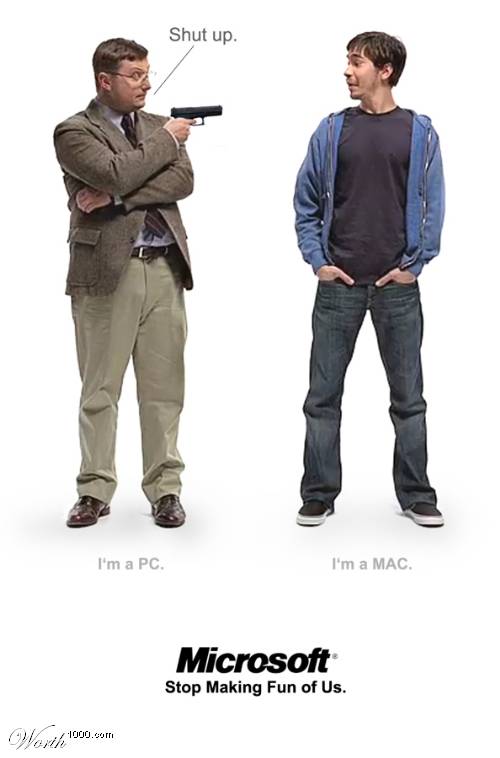 Shut up.
I'm a PC.
I'm a MAC.
Microsoft®
Stop Making Fun of Us.
Worth1000.com